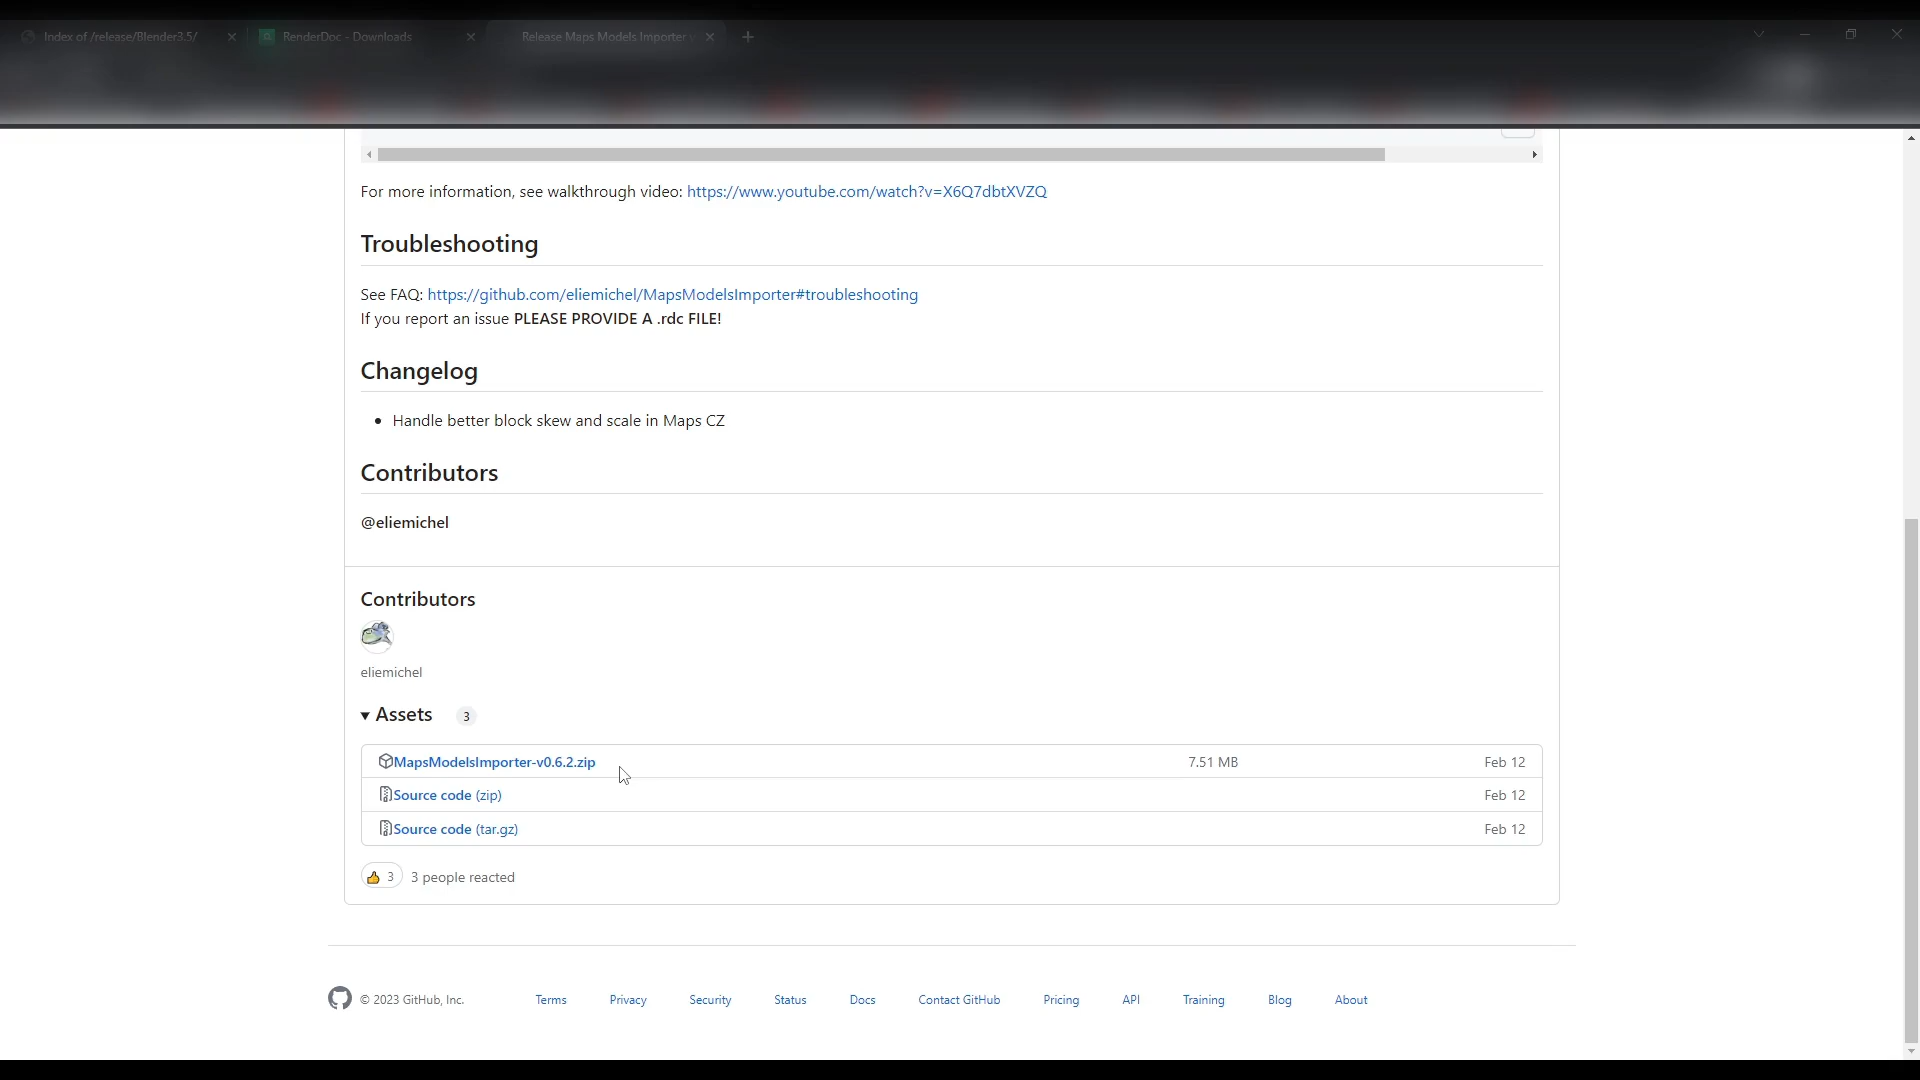 Index of /release/Blender3.5/
RenderDoc - Downloads
Release Maps Models Importer
For more information, see walkthrough video: https://www.youtube.com/watch?v=X6Q7dbtXVZQ
Troubleshooting
See FAQ: https://github.com/eliemichel/MapsModelsImporter#troubleshooting
If you report an issue PLEASE PROVIDE A .rdc FILE!
Changelog
Handle better block skew and scale in Maps CZ
Contributors
@eliemichel
Contributors
eliemichel
Assets 3
MapsModelsImporter-v0.6.2.zip 7.51 MB Feb 12
Source code (zip) Feb 12
Source code (tar.gz) Feb 12
3 3 people reacted
© 2023 GitHub, Inc. Terms Privacy Security Status Docs Contact GitHub Pricing API Training Blog About